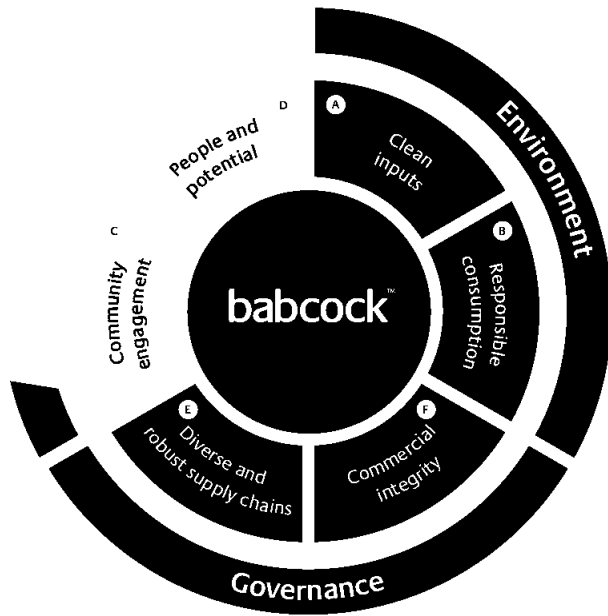 Environment
A
Clean
inputs
B
Responsible
consumption
F
Commercial
integrity
Governance
E
Diverse and
robust supply chains
C
Community
engagement
D
People and
potential
babcock™